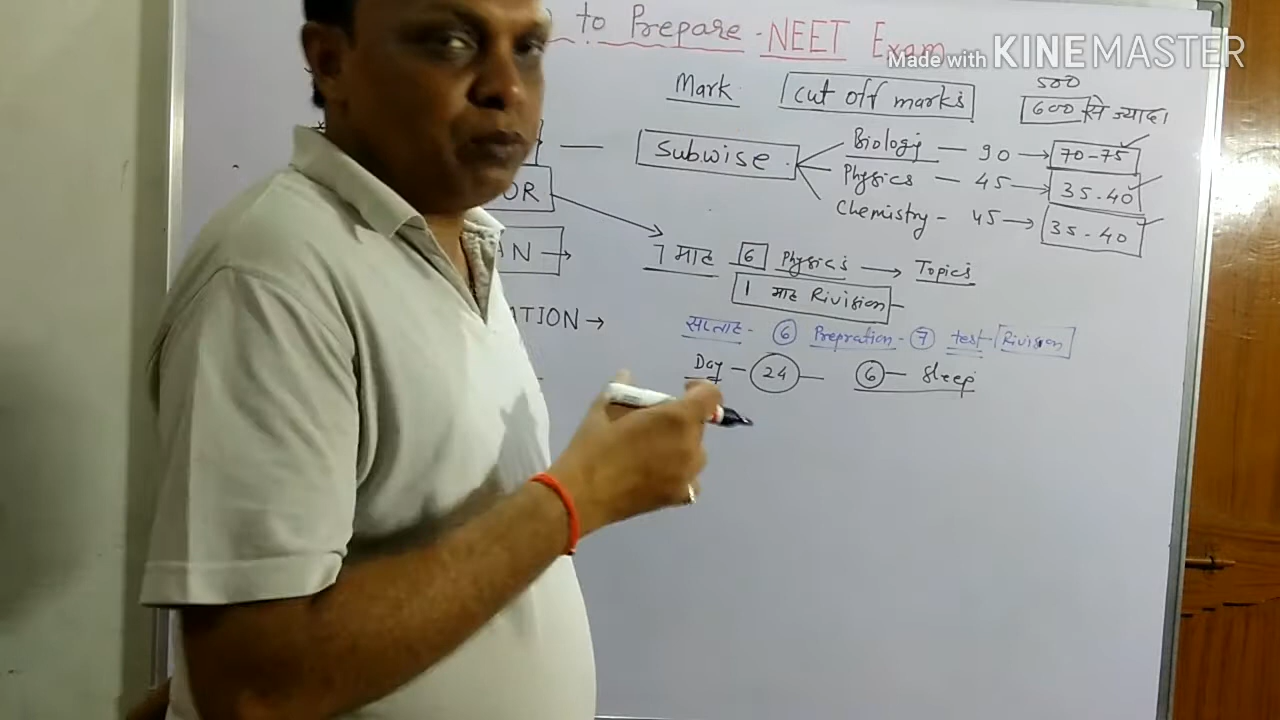 to Prepare - NEET Exam
Made with KINEMASTER
Mark cut off marks 500
600 से ज्यादा
Subwise Biology - 90 → 70-75
Physics - 45 → 35-40
Chemistry - 45 → 35-40
OR
AN →
7 माह 6 Physics → Topics
1 माह Rivision
ATION →
सप्ताह - 6 Prepration - 7 test - Rivision
Day - 24 - 6 - Sleep